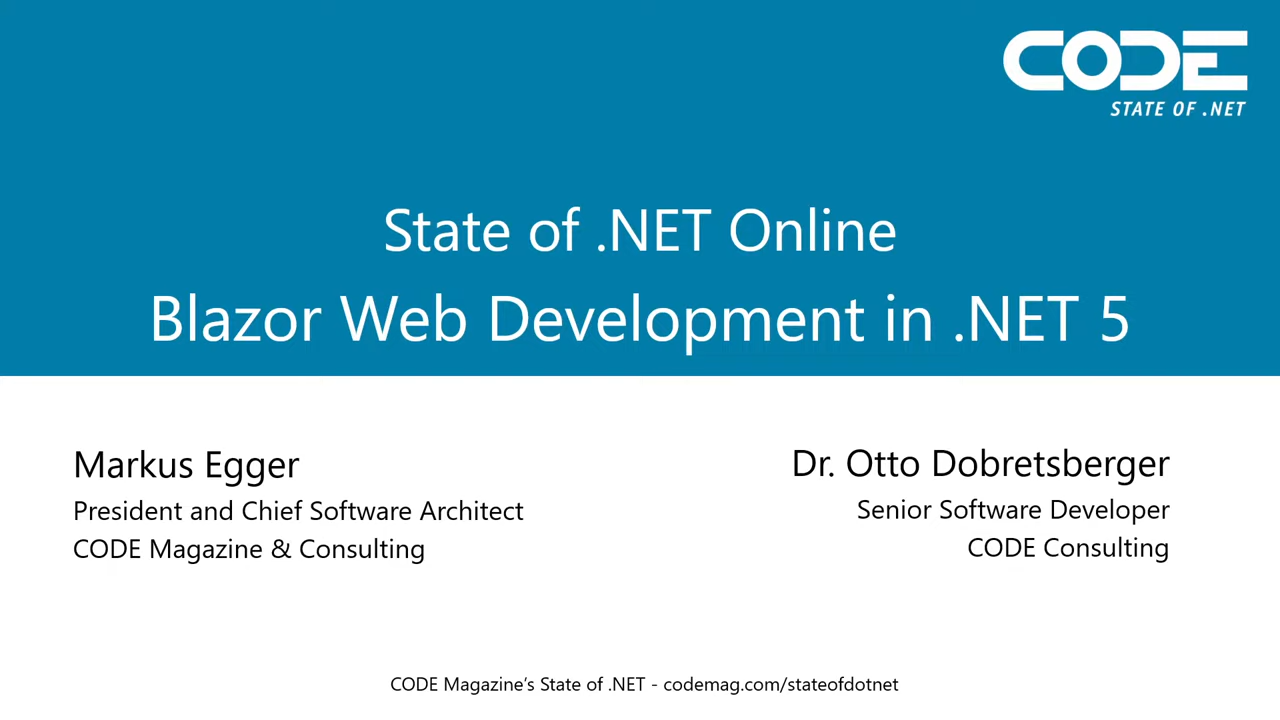 CODE
STATE OF .NET
State of .NET Online
Blazor Web Development in .NET 5
Markus Egger
President and Chief Software Architect
CODE Magazine & Consulting
Dr. Otto Dobretsberger
Senior Software Developer
CODE Consulting
CODE Magazine‘s State of .NET - codemag.com/stateofdotnet